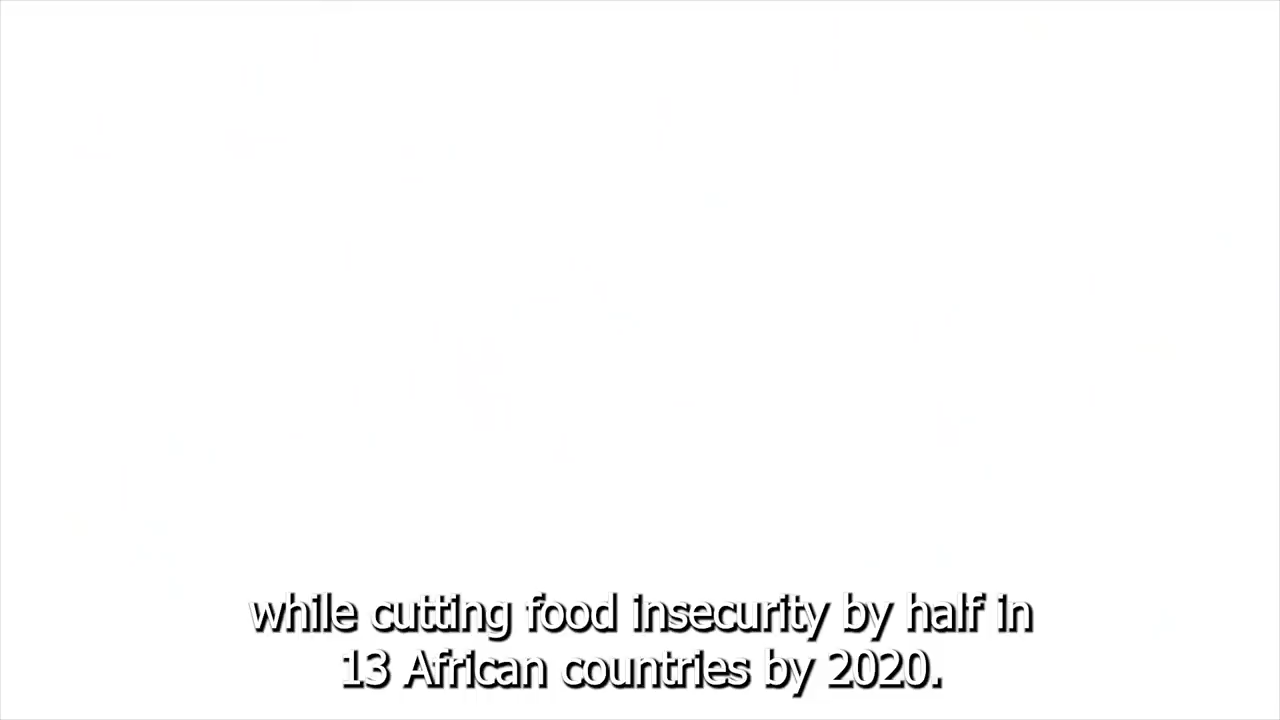 while cutting food insecurity by half in
13 African countries by 2020.